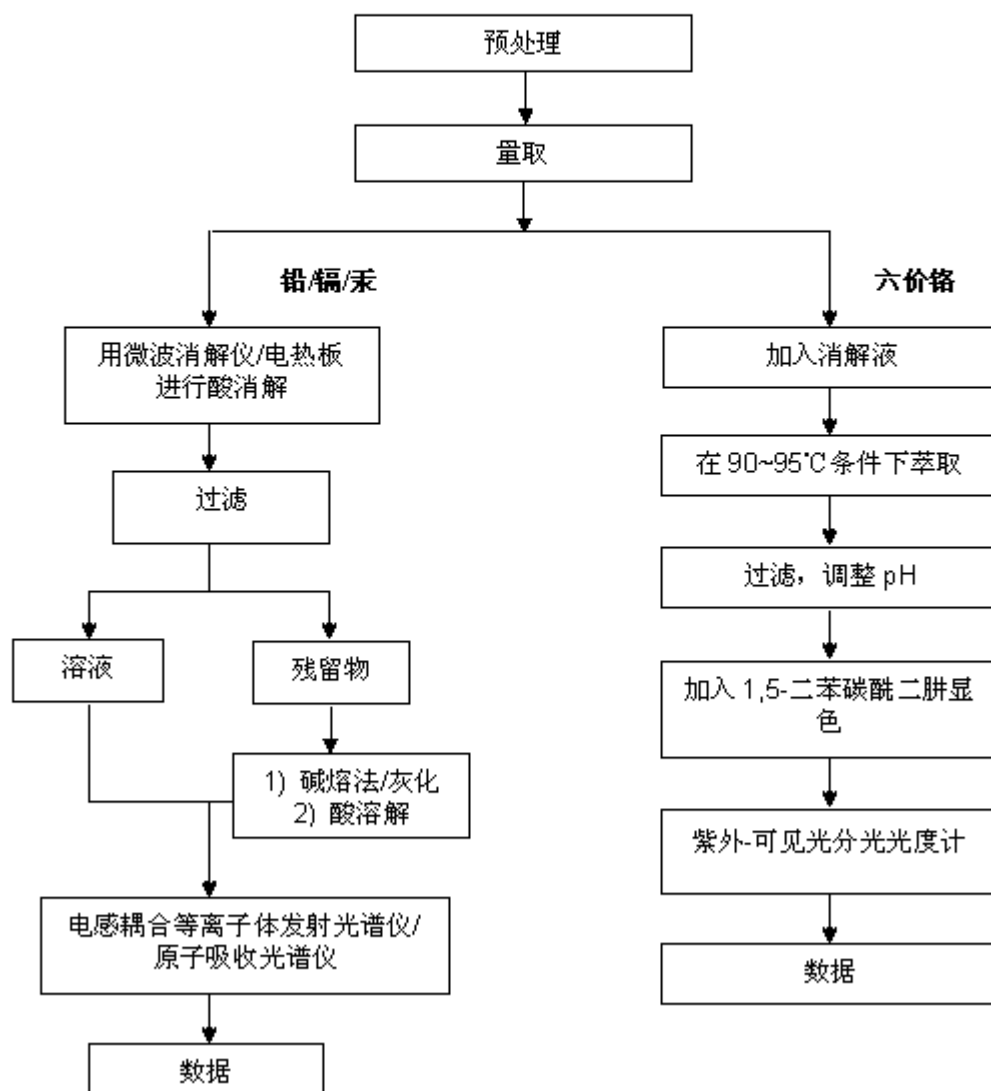 预处理
量取
铅/镉/汞
六价铬
用微波消解仪/电热板
进行酸消解
过滤
溶液
残留物
1) 碱熔法/灰化
2) 酸溶解
电感耦合等离子体发射光谱仪/
原子吸收光谱仪
数据
加入消解液
在 90~95℃条件下萃取
过滤，调整 pH
加入 1,5-二苯碳酰二肼显
色
紫外-可见光分光光度计
数据